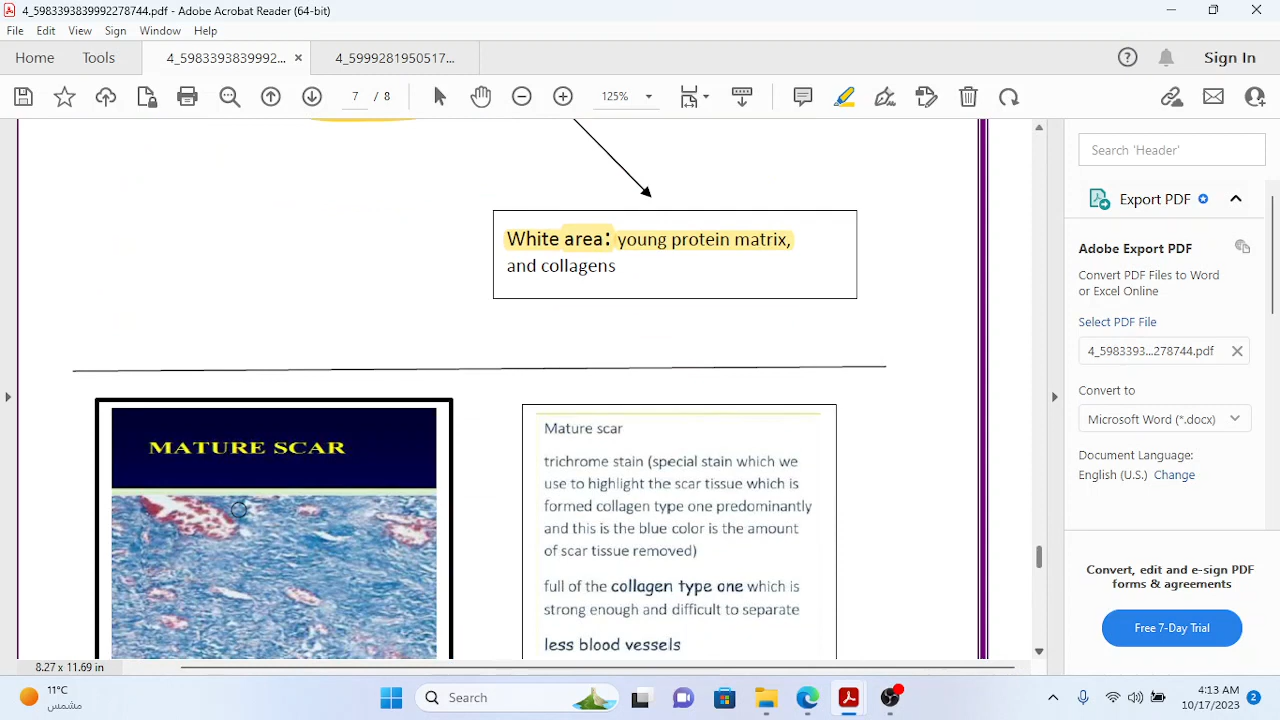 4_5983393839992278744.pdf - Adobe Acrobat Reader (64-bit)
File Edit View Sign Window Help
Home Tools 4_5983393839992... 4_5999281950517...
Sign In
7 / 8
125%
White area: young protein matrix,
and collagens
MATURE SCAR
Mature scar
trichrome stain (special stain which we
use to highlight the scar tissue which is
formed collagen type one predominantly
and this is the blue color is the amount
of scar tissue removed)
full of the collagen type one which is
strong enough and difficult to separate
less blood vessels
8.27 x 11.69 in
Search 'Header'
Export PDF
Adobe Export PDF
Convert PDF Files to Word
or Excel Online
Select PDF File
4_5983393...278744.pdf
Convert to
Microsoft Word (*.docx)
Document Language:
English (U.S.) Change
Convert, edit and e-sign PDF
forms & agreements
Free 7-Day Trial
11°C
مشمس
Search
4:13 AM
10/17/2023
2